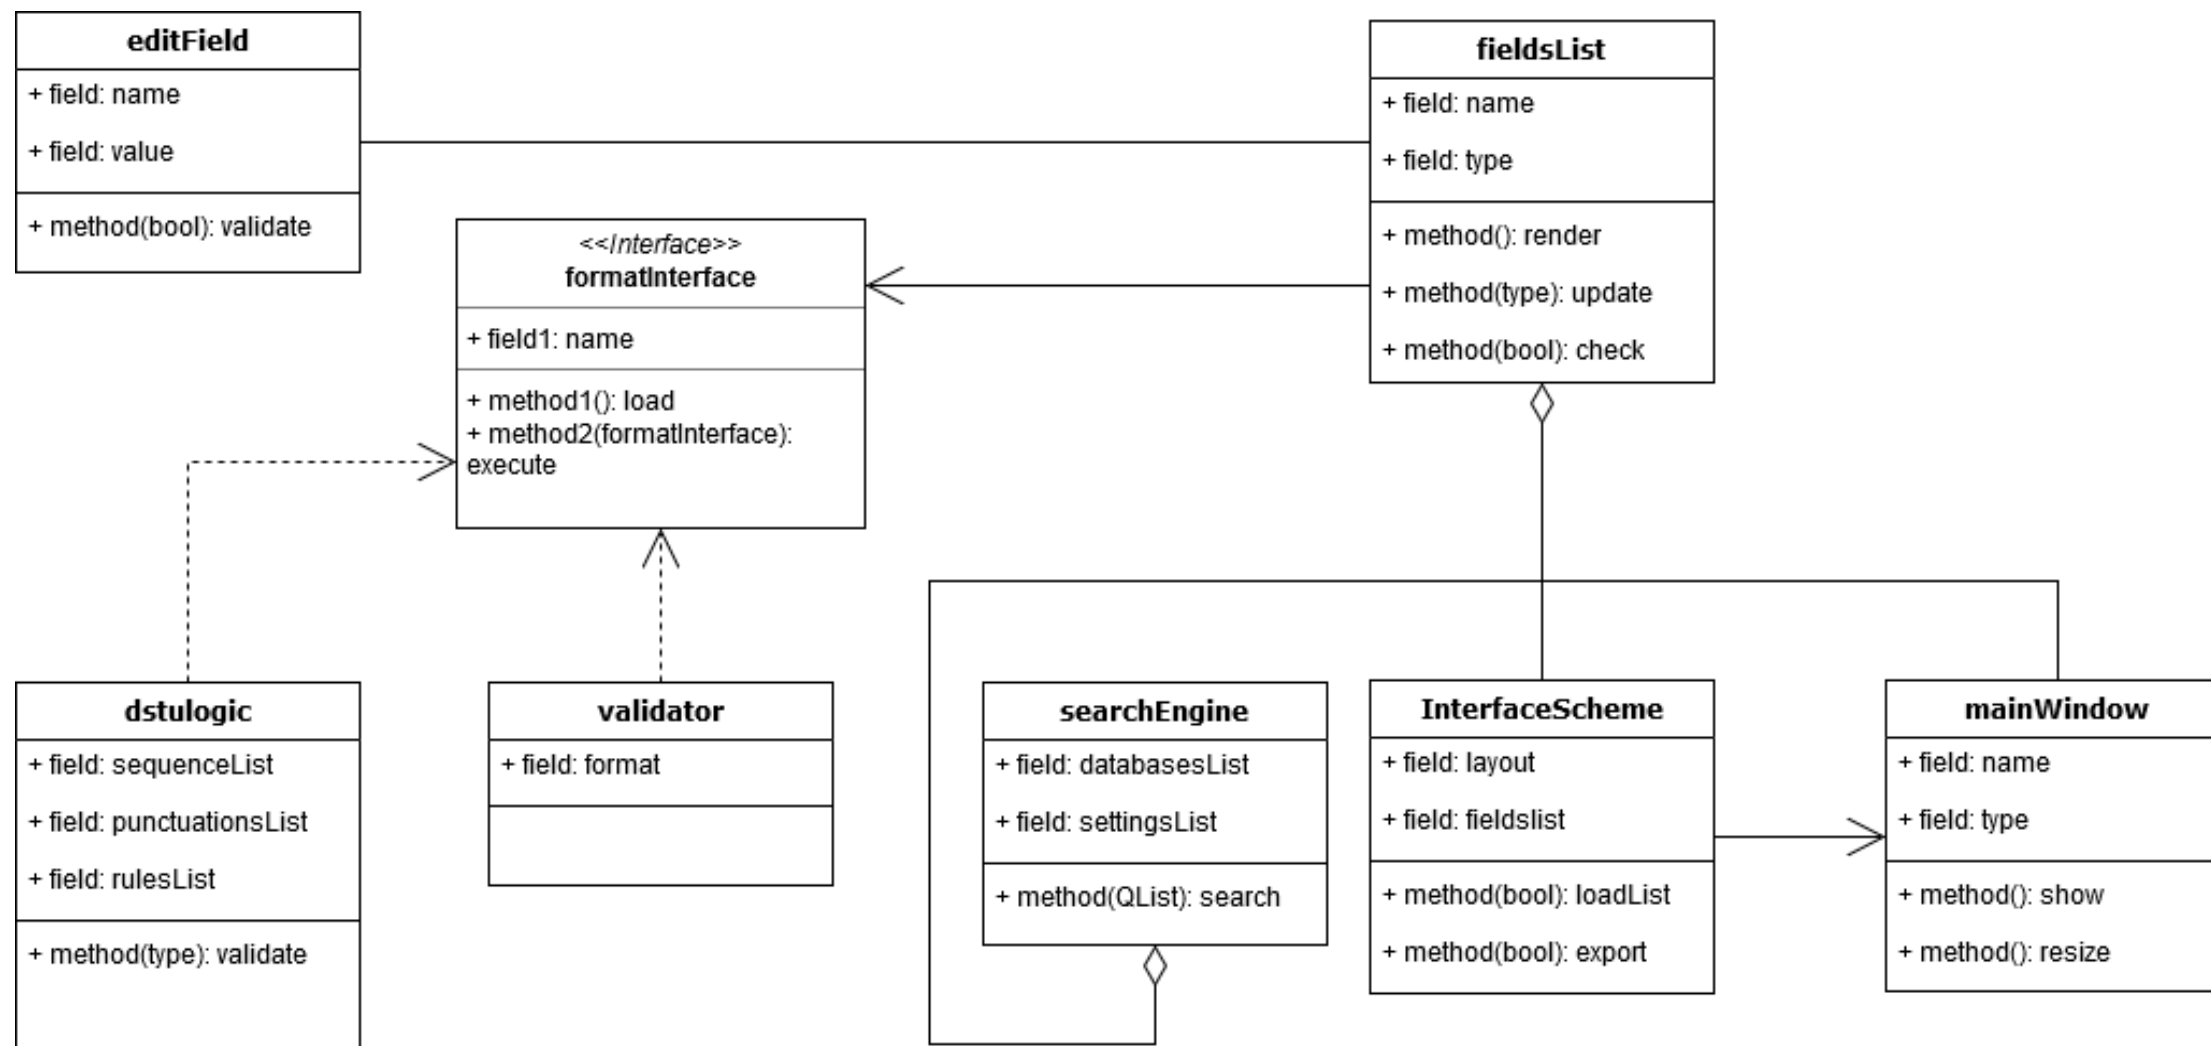 editField
+ field: name
+ field: value
+ method(bool): validate
fieldsList
+ field: name
+ field: type
+ method(): render
+ method(type): update
+ method(bool): check
<<Interface>>
formatInterface
+ field1: name
+ method1(): load
+ method2(formatInterface):
execute
dstulogic
+ field: sequenceList
+ field: punctuationsList
+ field: rulesList
+ method(type): validate
validator
+ field: format
searchEngine
+ field: databasesList
+ field: settingsList
+ method(QList): search
InterfaceScheme
+ field: layout
+ field: fieldslist
+ method(bool): loadList
+ method(bool): export
mainWindow
+ field: name
+ field: type
+ method(): show
+ method(): resize